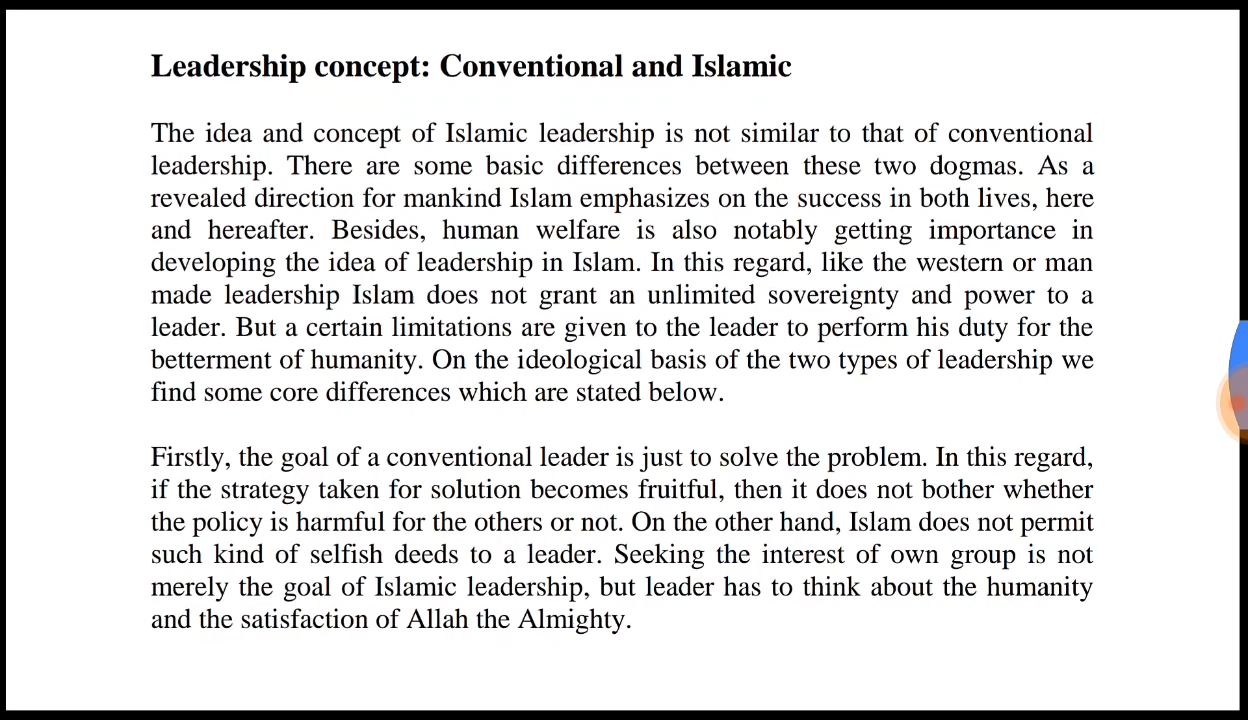 Leadership concept: Conventional and Islamic
The idea and concept of Islamic leadership is not similar to that of conventional
leadership. There are some basic differences between these two dogmas. As a
revealed direction for mankind Islam emphasizes on the success in both lives, here
and hereafter. Besides, human welfare is also notably getting importance in
developing the idea of leadership in Islam. In this regard, like the western or man
made leadership Islam does not grant an unlimited sovereignty and power to a
leader. But a certain limitations are given to the leader to perform his duty for the
betterment of humanity. On the ideological basis of the two types of leadership we
find some core differences which are stated below.
Firstly, the goal of a conventional leader is just to solve the problem. In this regard,
if the strategy taken for solution becomes fruitful, then it does not bother whether
the policy is harmful for the others or not. On the other hand, Islam does not permit
such kind of selfish deeds to a leader. Seeking the interest of own group is not
merely the goal of Islamic leadership, but leader has to think about the humanity
and the satisfaction of Allah the Almighty.